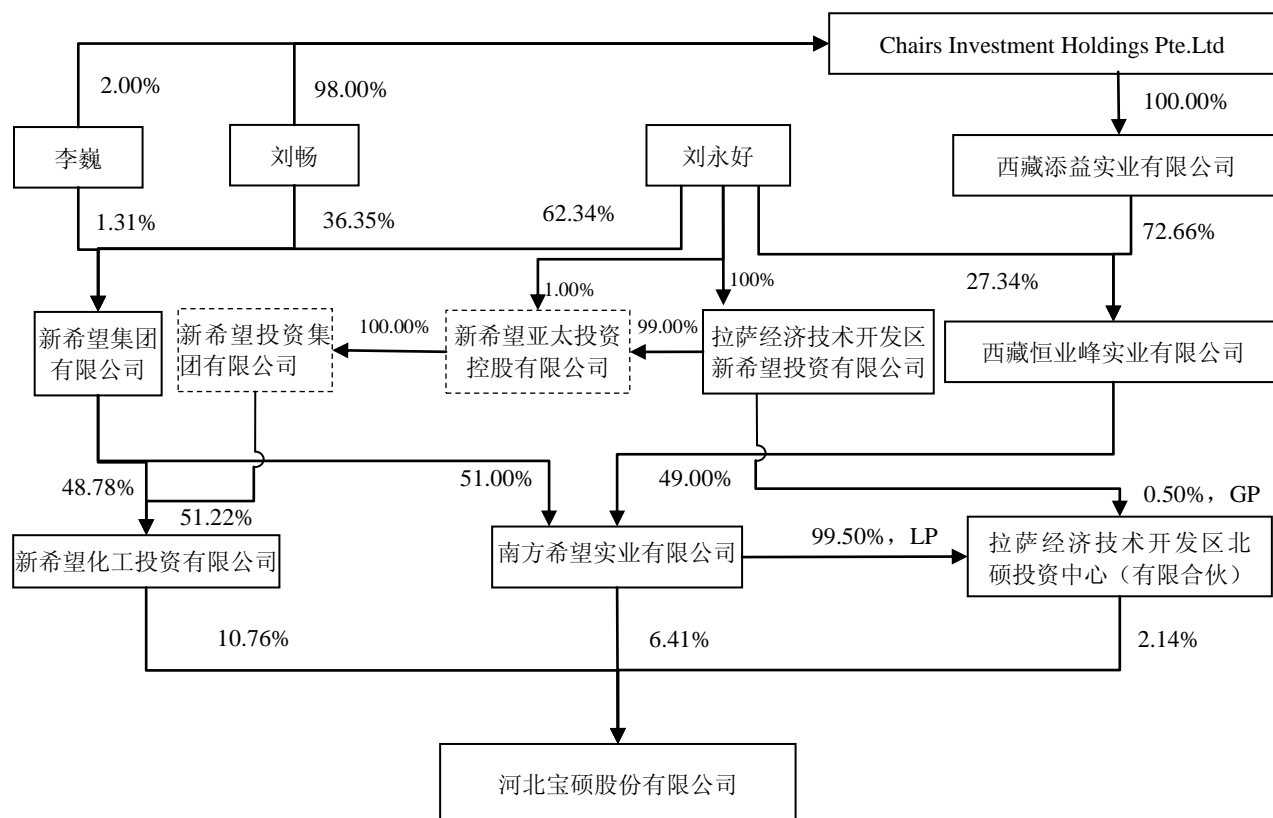 Chairs Investment Holdings Pte.Ltd
2.00%
98.00%
100.00%
李巍
刘畅
刘永好
西藏添益实业有限公司
1.31%
36.35%
62.34%
72.66%
27.34%
1.00%
100%
新希望集团
有限公司
新希望投资集
团有限公司
100.00%
新希望亚太投资
控股有限公司
99.00%
拉萨经济技术开发区
新希望投资有限公司
西藏恒业峰实业有限公司
48.78%
51.22%
51.00%
49.00%
0.50%，GP
新希望化工投资有限公司
南方希望实业有限公司
99.50%，LP
拉萨经济技术开发区北
硕投资中心（有限合伙）
10.76%
6.41%
2.14%
河北宝硕股份有限公司